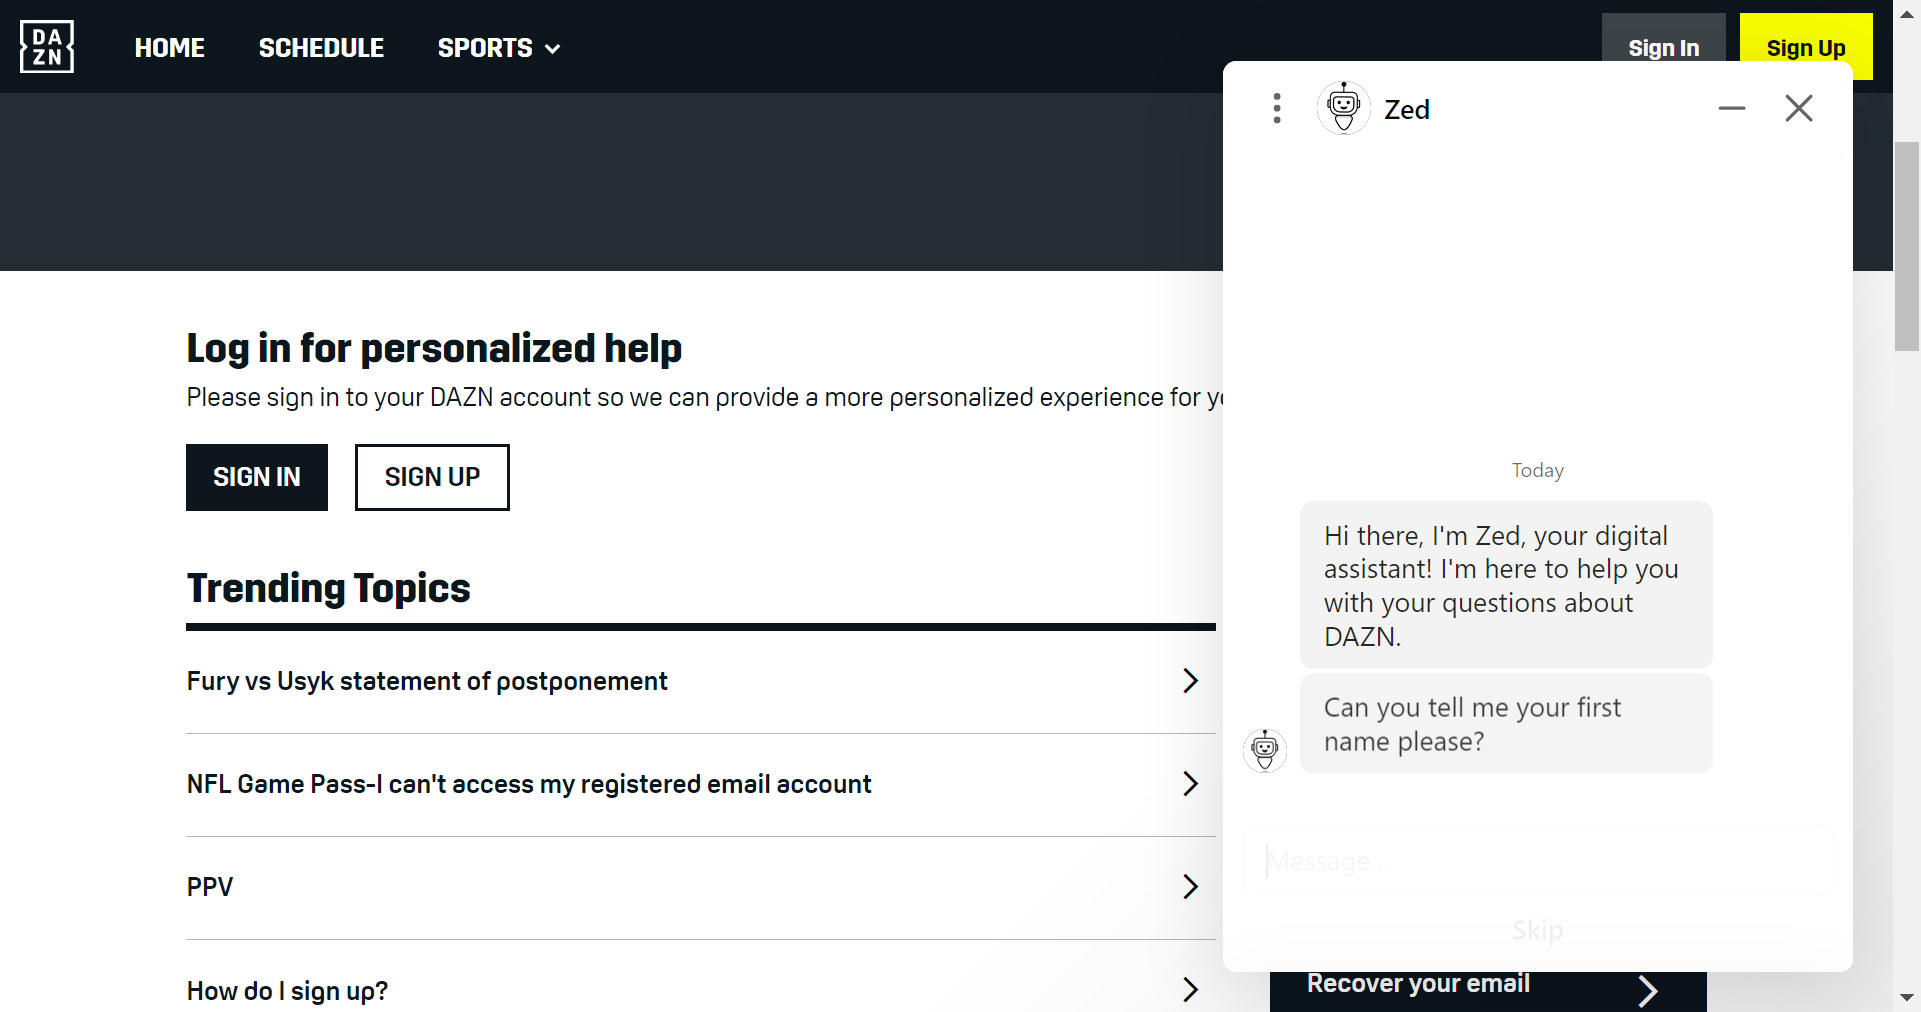 DA
ZN
HOME
SCHEDULE
SPORTS
Sign In
Sign Up
Log in for personalized help
Please sign in to your DAZN account so we can provide a more personalized experience for
SIGN IN
SIGN UP
Trending Topics
Fury vs Usyk statement of postponement
NFL Game Pass-I can't access my registered email account
PPV
How do I sign up?
Zed
Today
Hi there, I'm Zed, your digital
assistant! I'm here to help you
with your questions about
DAZN.
Can you tell me your first
name please?
Message...
Skip
Recover your email